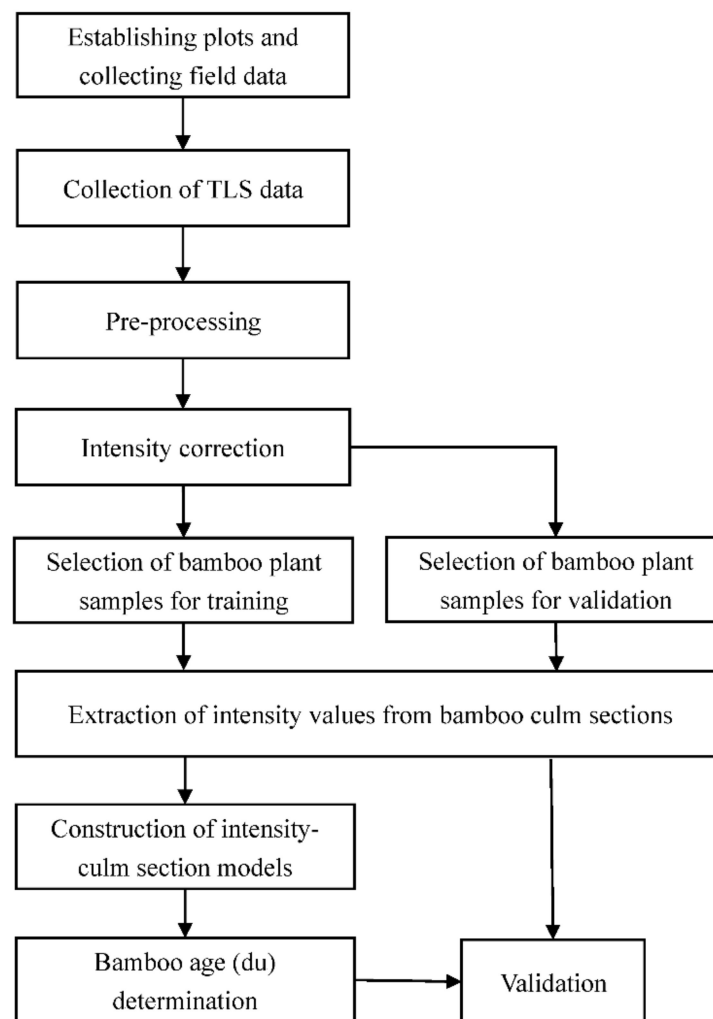 Establishing plots and
collecting field data
Collection of TLS data
Pre-processing
Intensity correction
Selection of bamboo plant
samples for training
Selection of bamboo plant
samples for validation
Extraction of intensity values from bamboo culm sections
Construction of intensity-
culm section models
Bamboo age (du)
determination
Validation